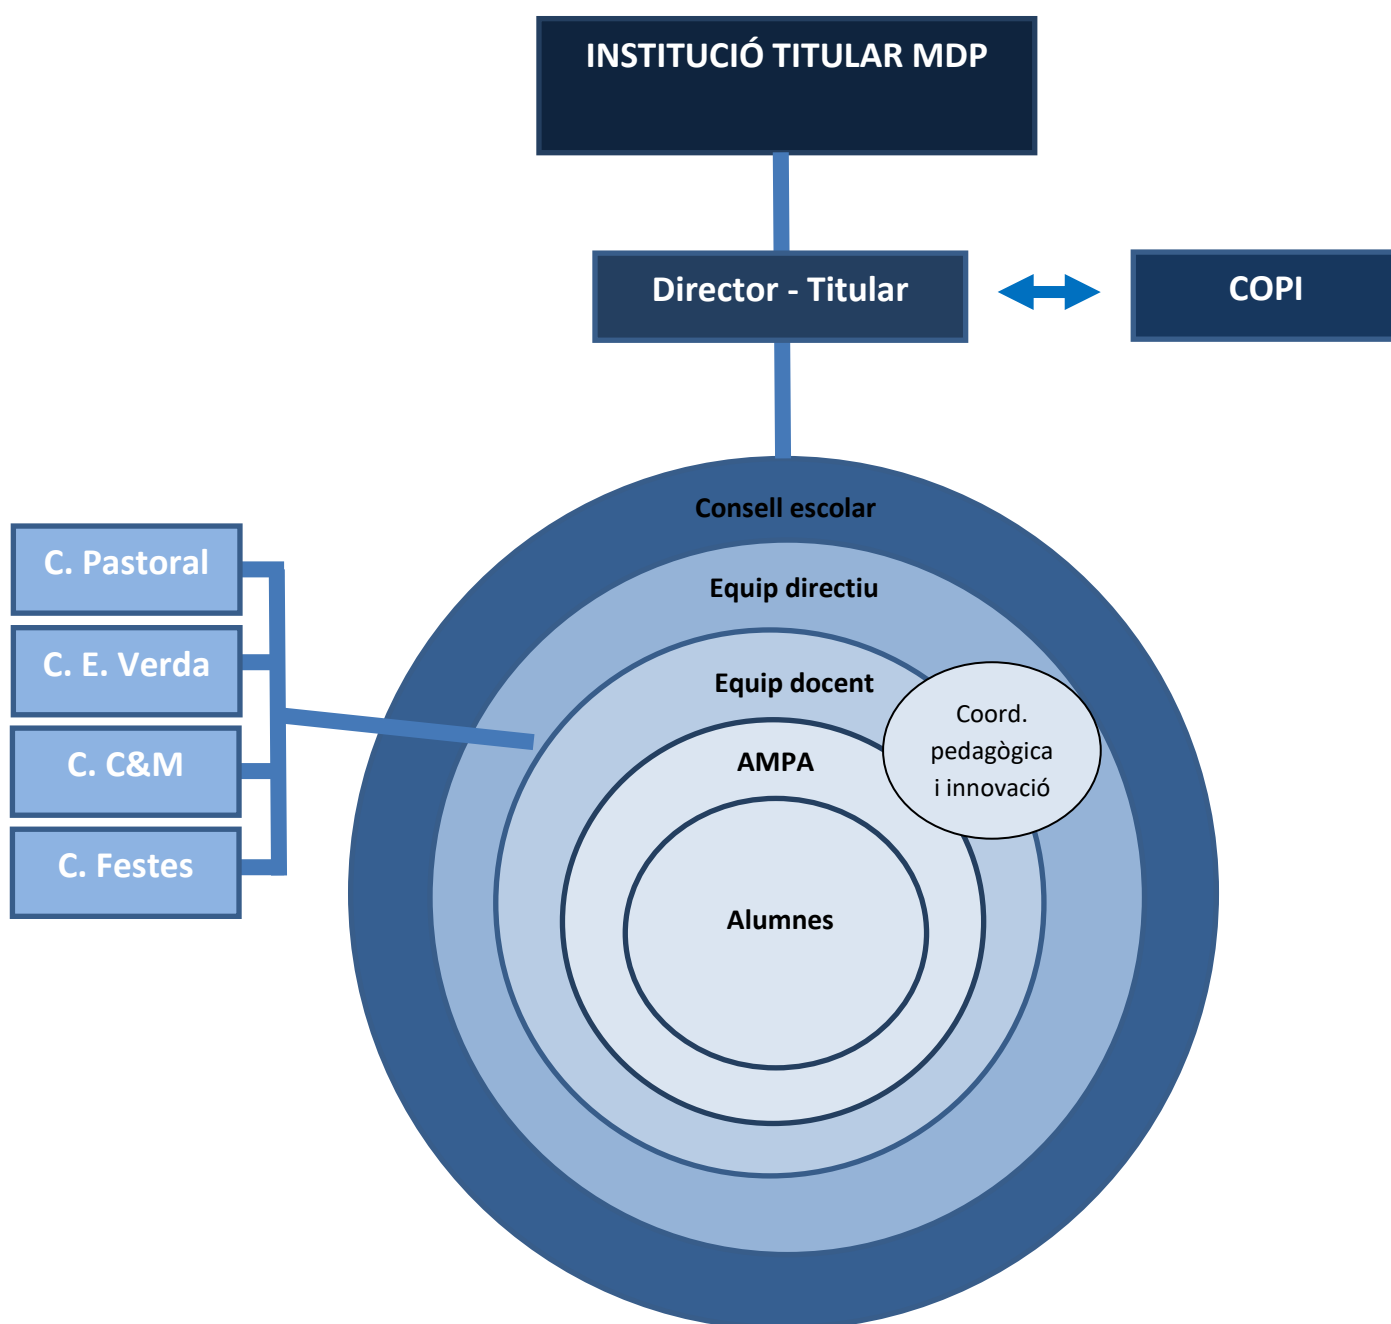 INSTITUCIÓ TITULAR MDP
Director - Titular
COPI
Consell escolar
Equip directiu
Equip docent
AMPA
Alumnes
Coord.
pedagògica
i innovació
C. Pastoral
C. E. Verda
C. C&M
C. Festes